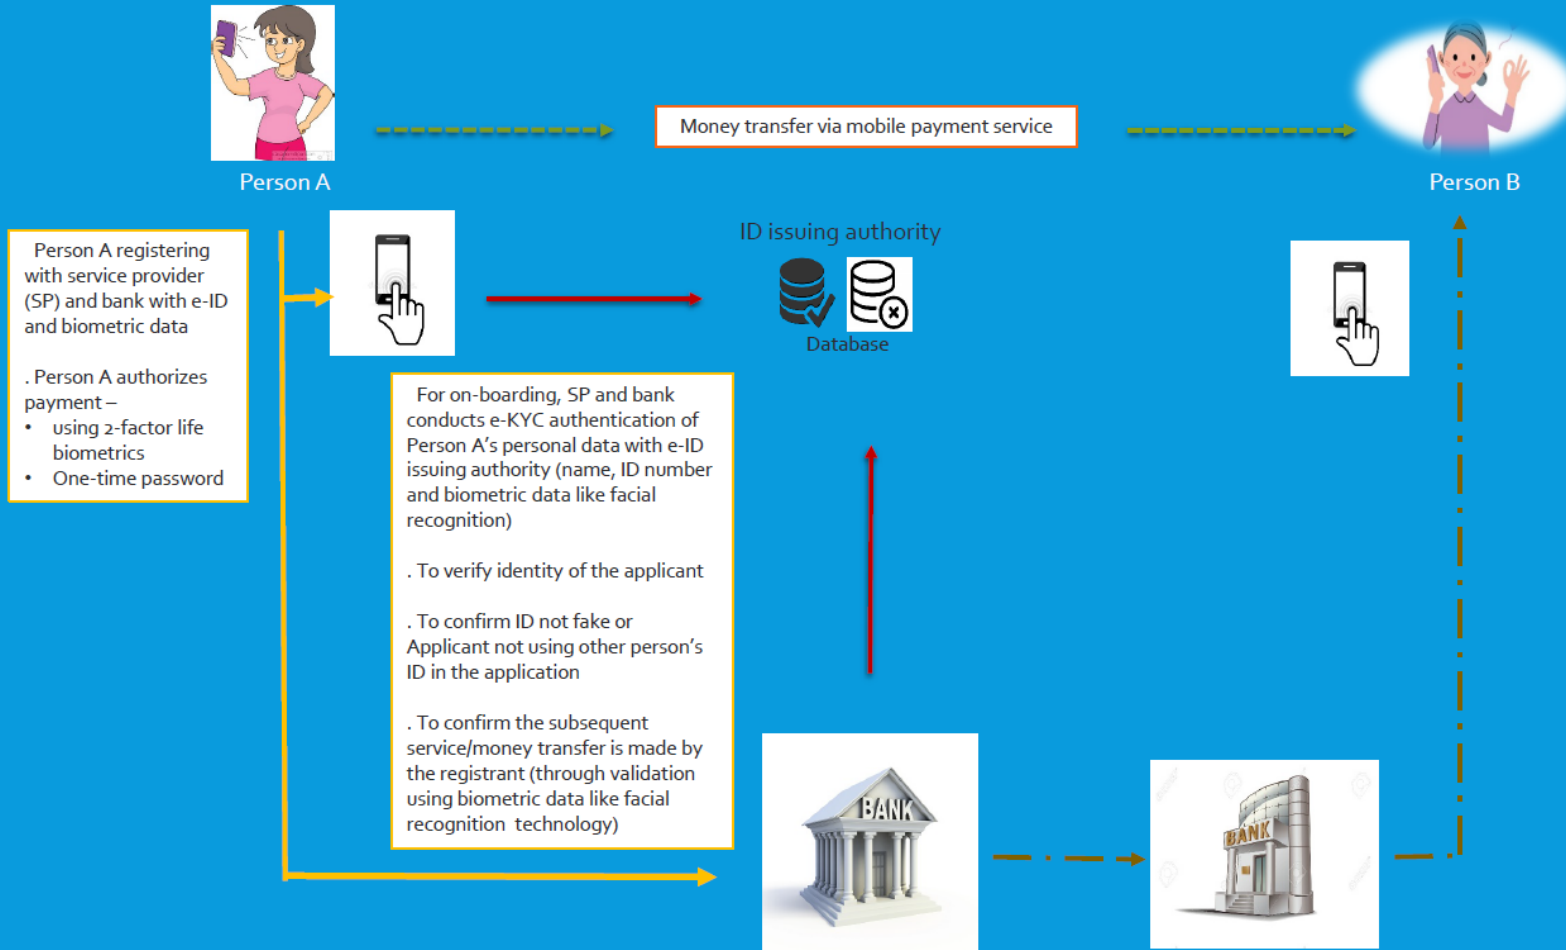 Money transfer via mobile payment service
Person A
Person B
Person A registering
with service provider
(SP) and bank with e-ID
and biometric data
. Person A authorizes
payment –
• using 2-factor life
biometrics
• One-time password
ID issuing authority
Database
For on-boarding, SP and bank
conducts e-KYC authentication of
Person A’s personal data with e-ID
issuing authority (name, ID number
and biometric data like facial
recognition)
. To verify identity of the applicant
. To confirm ID not fake or
Applicant not using other person’s
ID in the application
. To confirm the subsequent
service/money transfer is made by
the registrant (through validation
using biometric data like facial
recognition technology)
BANK
BANK